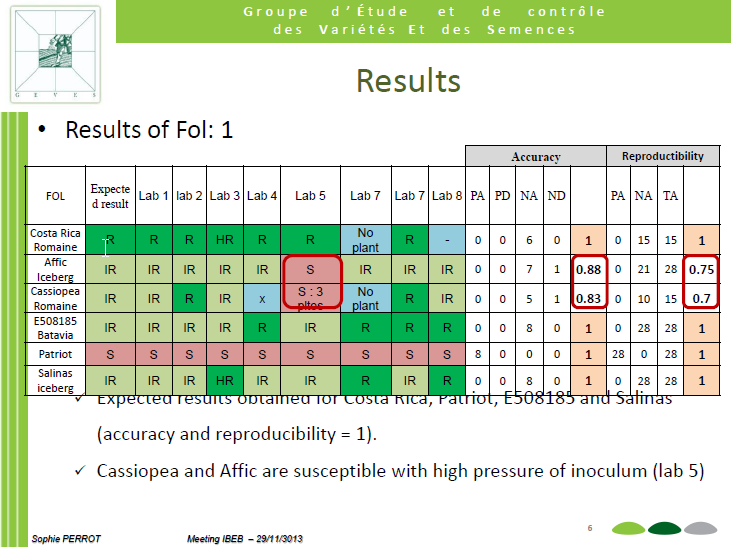 Groupe d'Étude et de contrôle
des Variétés Et des Semences
G E V E S
Results
• Results of Fol: 1
Accuracy Reproductibility
FOL Expecte d result Lab 1 lab 2 Lab 3 Lab 4 Lab 5 Lab 7 Lab 7 Lab 8 PA PD NA ND PA NA TA
Costa Rica Romaine R R R HR R R No plant R - 0 0 6 0 1 0 15 15 1
Affic Iceberg IR IR IR IR IR S IR IR IR 0 0 7 1 0.88 0 21 28 0.75
Cassiopea Romaine IR IR R IR x S : 3 pltes No plant R IR 0 0 5 1 0.83 0 10 15 0.7
E508185 Batavia IR IR IR IR R IR R R R 0 0 8 0 1 0 28 28 1
Patriot S S S S S S S S S 8 0 0 0 1 28 0 28 1
Salinas iceberg IR IR IR HR IR IR R IR R 0 0 8 0 1 0 28 28 1
✓ Expected results obtained for Costa Rica, Patriot, E508185 and Salinas
(accuracy and reproducibility = 1).
✓ Cassiopea and Affic are susceptible with high pressure of inoculum (lab 5)
6
Sophie PERROT Meeting IBEB – 29/11/3013